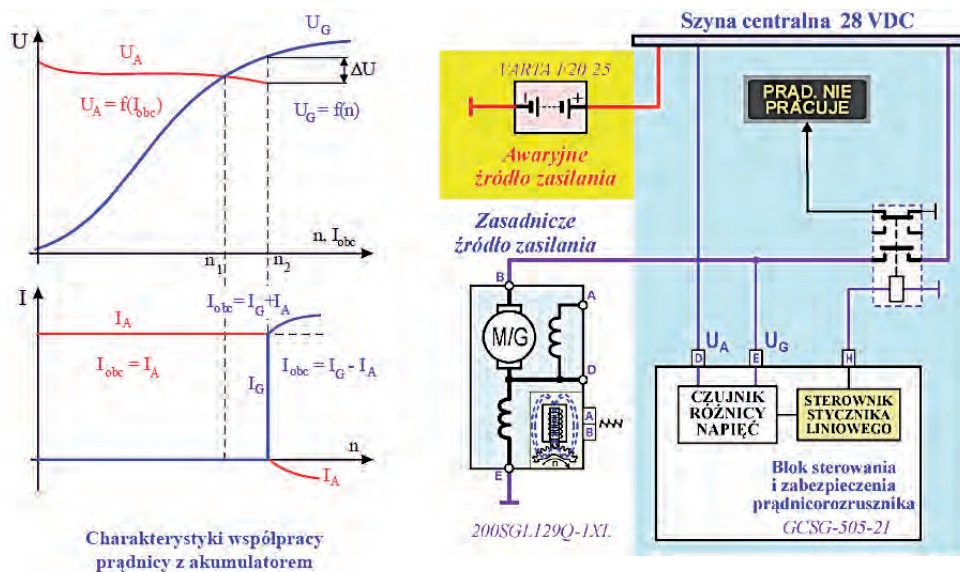 U
U_G
U_A
ΔU
U_A = f(I_obc)
U_G = f(n)
n, I_obc
n_1
n_2
I
I_obc = I_G + I_A
I_A
I_obc = I_A
I_G
I_obc = I_G - I_A
n
I_A
Charakterystyki współpracy
prądnicy z akumulatorem
Szyna centralna 28 VDC
VARTA F20/25
Awaryjne
źródło zasilania
PRĄD. NIE
PRACUJE
Zasadnicze
źródło zasilania
B
A
M/G
D
A
B
n
E
200SGL129Q-1XL
U_A
U_G
D
E
H
CZUJNIK
RÓŻNICY
NAPIĘĆ
STEROWNIK
STYCZNIKA
LINIOWEGO
Blok sterowania
i zabezpieczenia
prądnicorozrusznika
GCSG-505-21